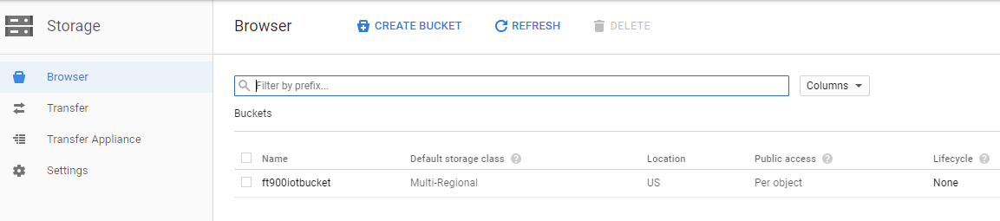 Storage
Browser
Transfer
Transfer Appliance
Settings
Browser CREATE BUCKET REFRESH DELETE
Filter by prefix... Columns
Buckets
Name Default storage class ? Location Public access ? Lifecycle ?
ft900iotbucket Multi-Regional US Per object None